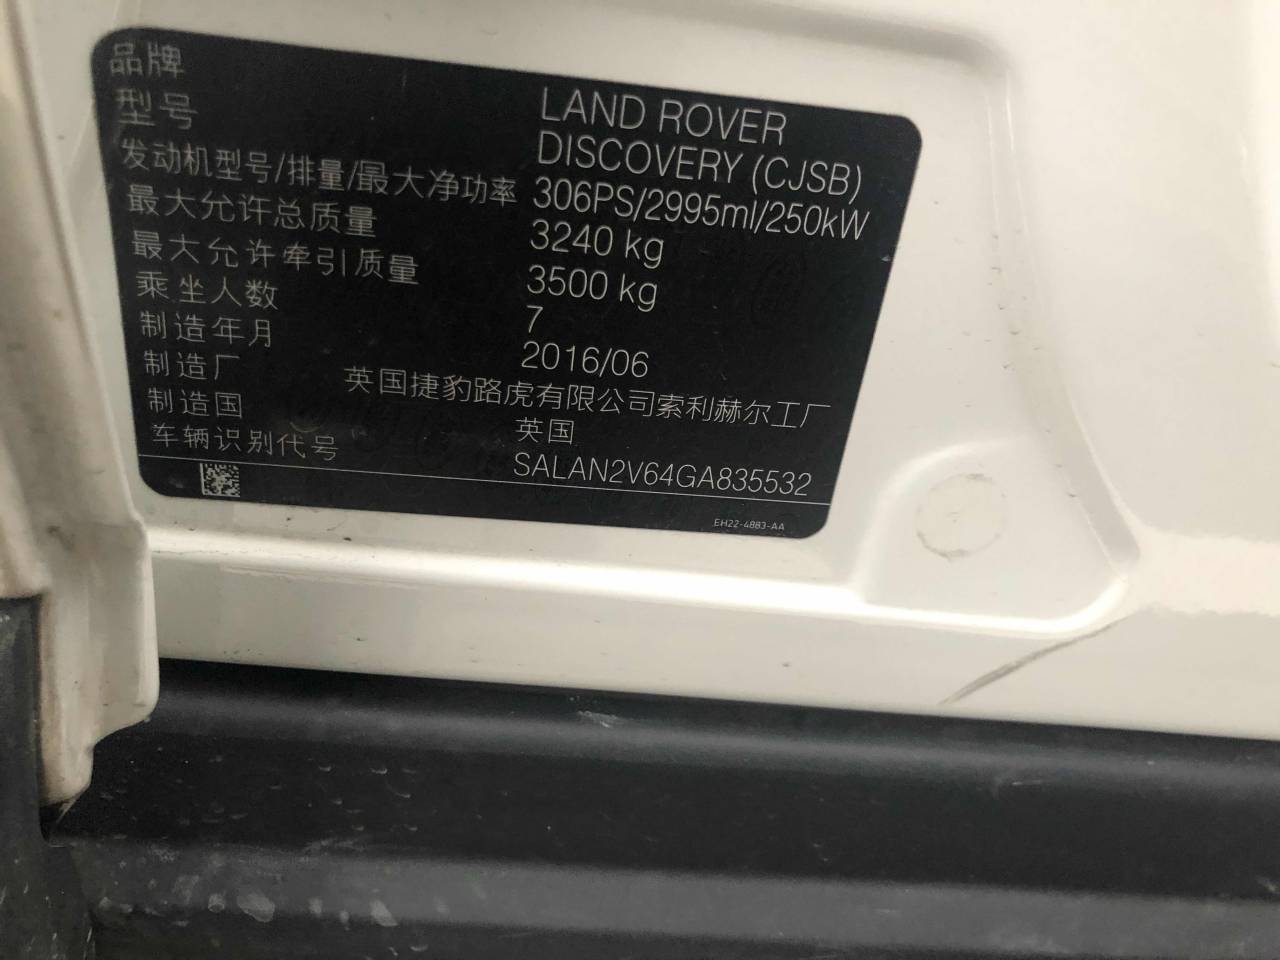 品牌 LAND ROVER
型号 DISCOVERY (CJSB)
发动机型号/排量/最大净功率 306PS/2995ml/250kW
最大允许总质量 3240 kg
最大允许牵引质量 3500 kg
乘坐人数 7
制造年月 2016/06
制造厂 英国捷豹路虎有限公司索利赫尔工厂
制造国 英国
车辆识别代号 SALAN2V64GA835532
EH22-4BB3-AA